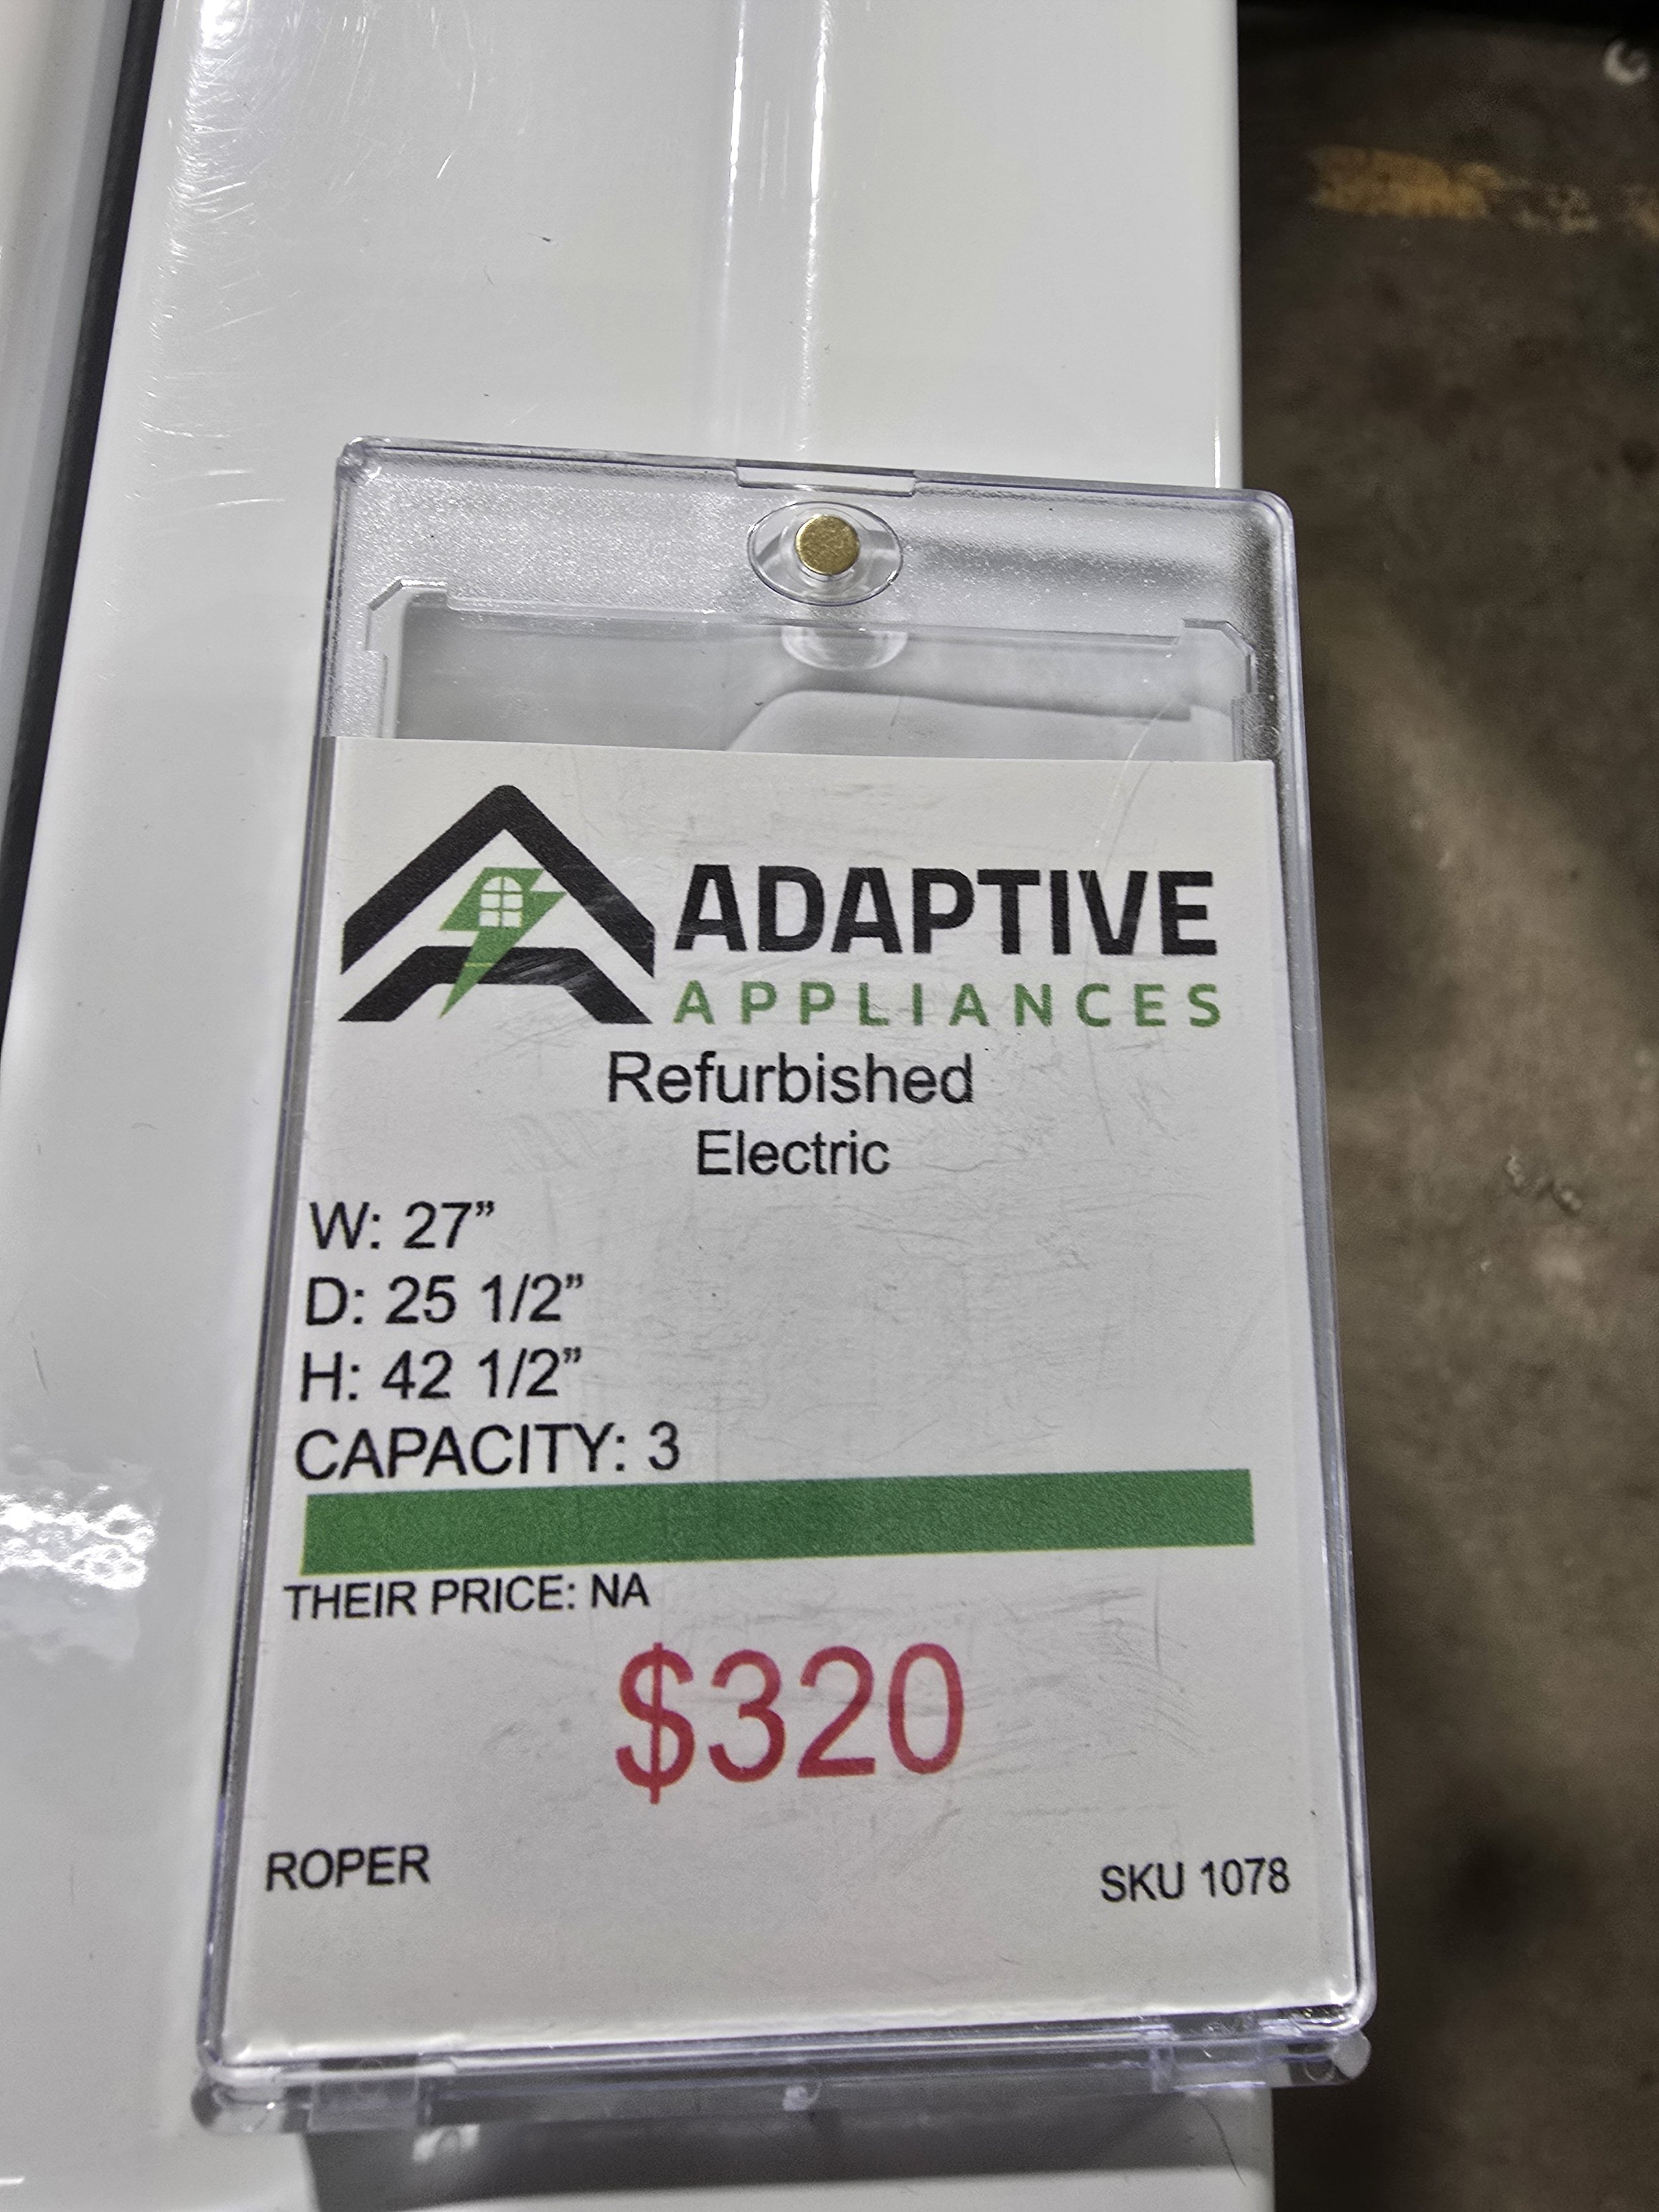 ADAPTIVE
APPLIANCES
Refurbished
Electric
W: 27”
D: 25 1/2”
H: 42 1/2”
CAPACITY: 3
THEIR PRICE: NA
$320
ROPER
SKU 1078